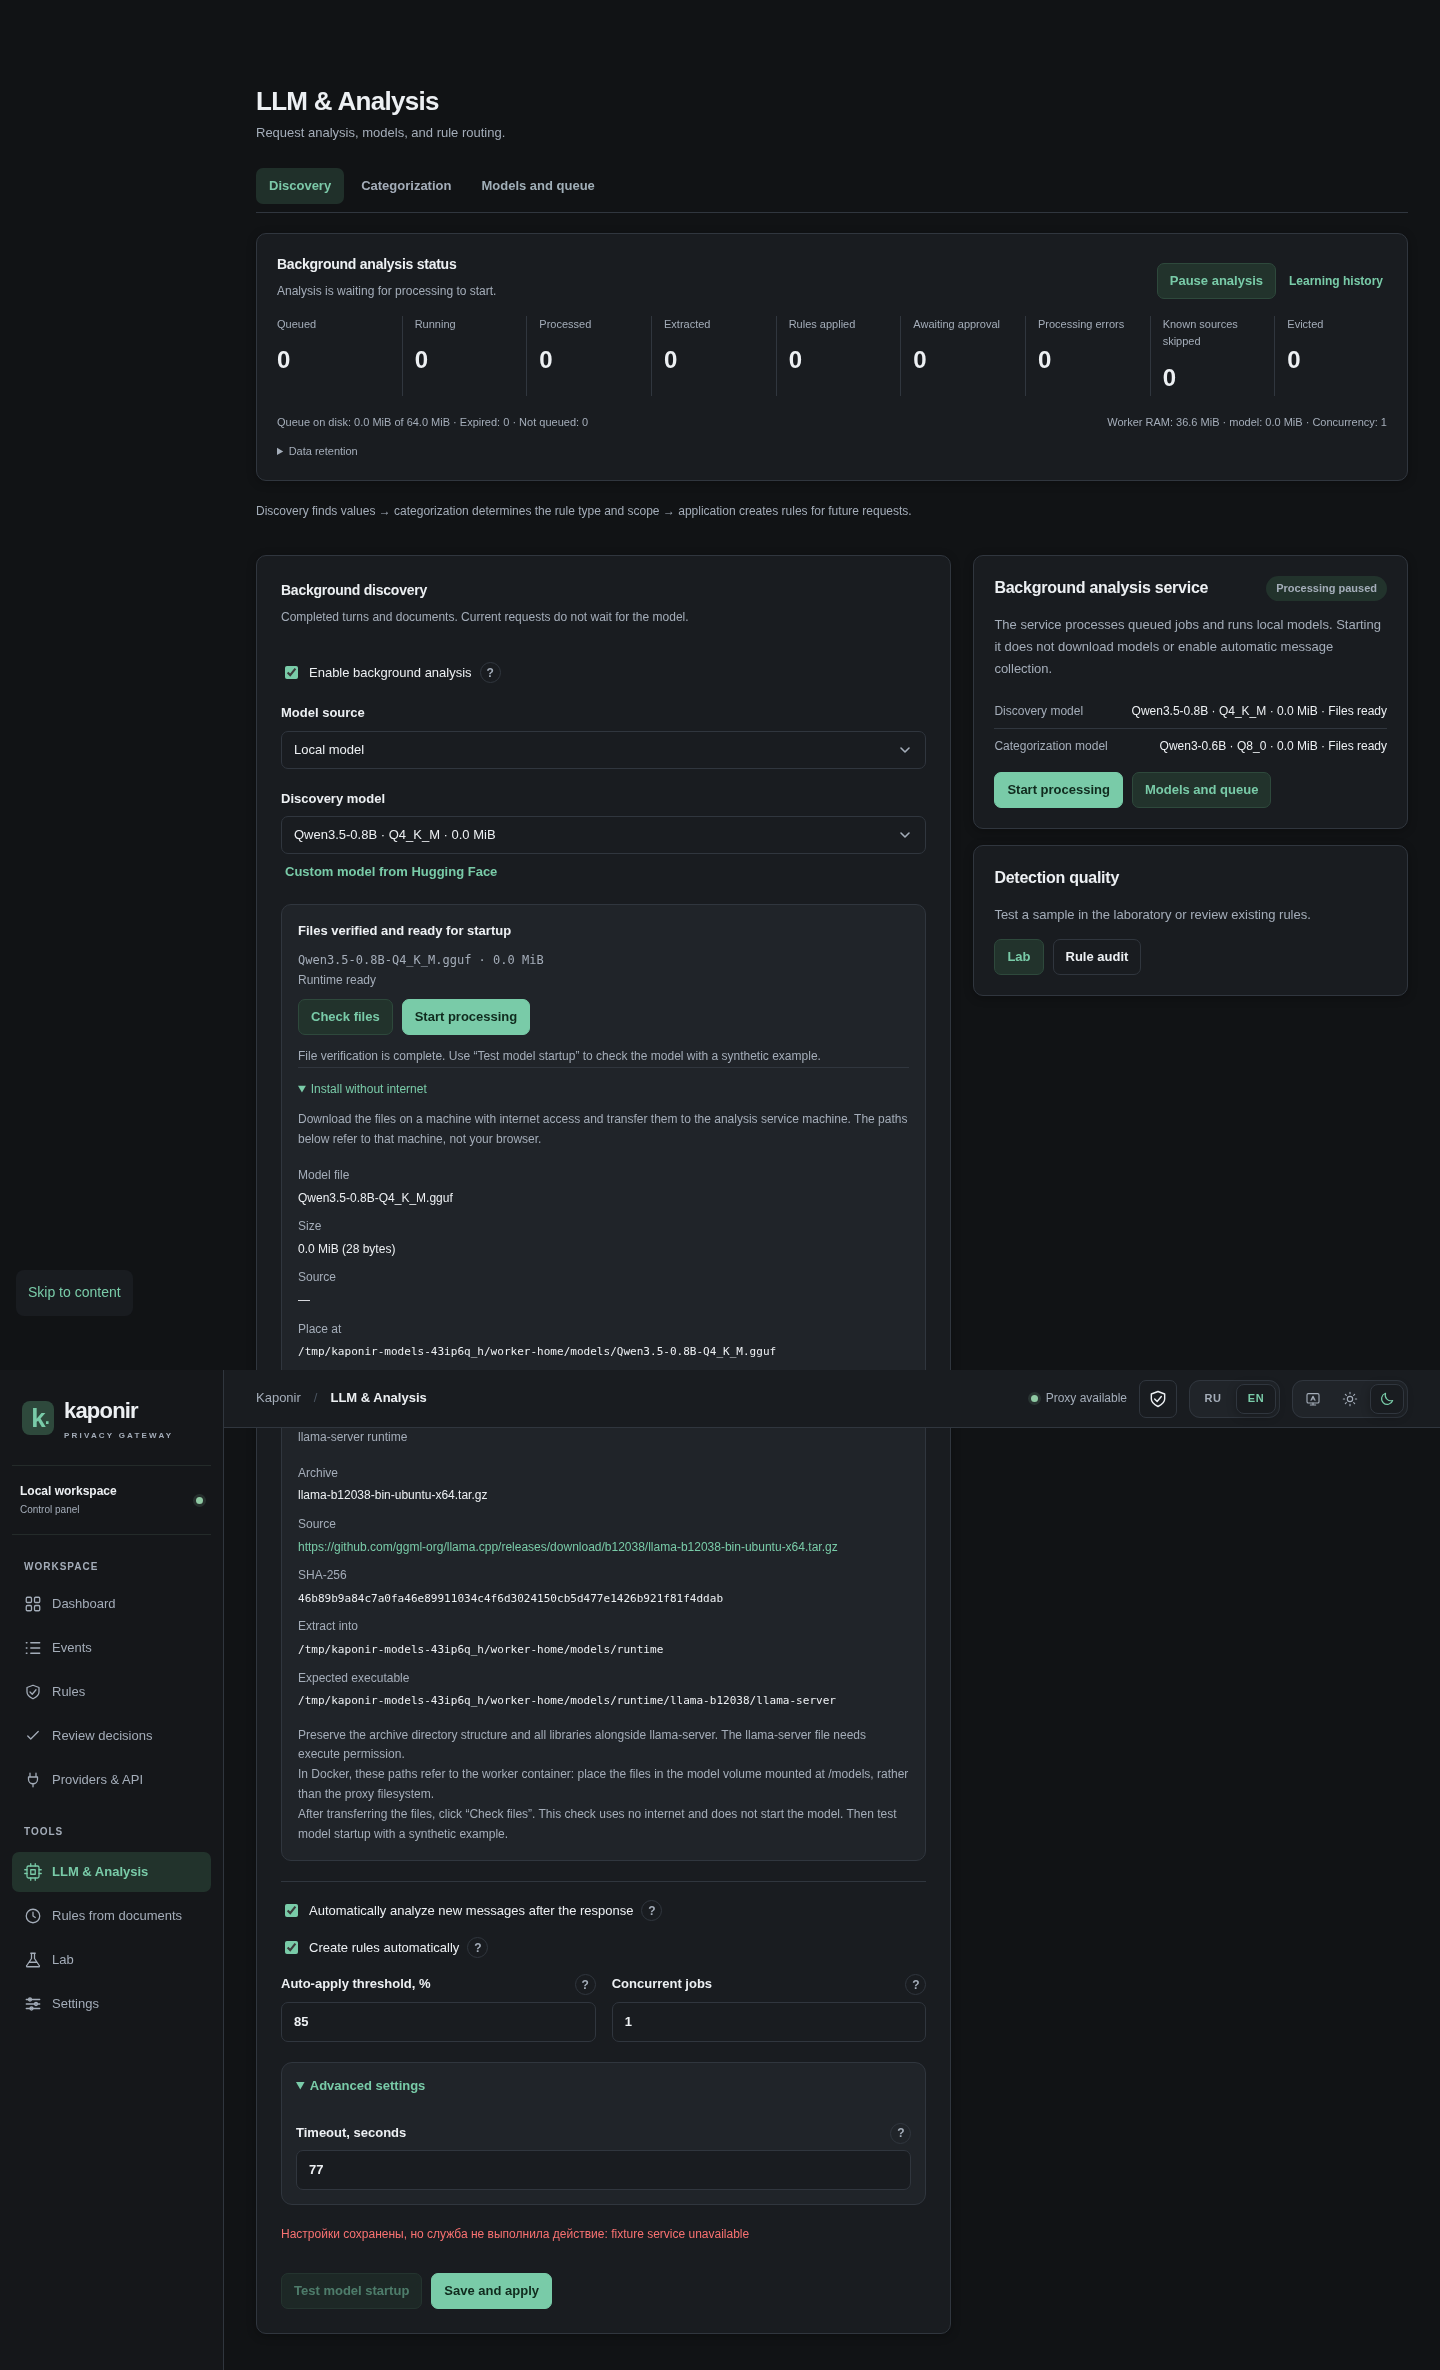 LLM & Analysis
Request analysis, models, and rule routing.
Discovery
Categorization
Models and queue
Background analysis status
Analysis is waiting for processing to start.
Pause analysis
Learning history
Queued
0
Running
0
Processed
0
Extracted
0
Rules applied
0
Awaiting approval
0
Processing errors
0
Known sources
skipped
0
Evicted
0
Queue on disk: 0.0 MiB of 64.0 MiB · Expired: 0 · Not queued: 0
Worker RAM: 36.6 MiB · model: 0.0 MiB · Concurrency: 1
Data retention
Discovery finds values → categorization determines the rule type and scope → application creates rules for future requests.
Background discovery
Completed turns and documents. Current requests do not wait for the model.
Enable background analysis
?
Model source
Local model
Discovery model
Qwen3.5-0.8B · Q4_K_M · 0.0 MiB
Custom model from Hugging Face
Files verified and ready for startup
Qwen3.5-0.8B-Q4_K_M.gguf · 0.0 MiB
Runtime ready
Check files
Start processing
File verification is complete. Use “Test model startup” to check the model with a synthetic example.
Install without internet
Download the files on a machine with internet access and transfer them to the analysis service machine. The paths
below refer to that machine, not your browser.
Model file
Qwen3.5-0.8B-Q4_K_M.gguf
Size
0.0 MiB (28 bytes)
Source
—
Place at
/tmp/kaponir-models-43ip6q_h/worker-home/models/Qwen3.5-0.8B-Q4_K_M.gguf
Background analysis service
Processing paused
The service processes queued jobs and runs local models. Starting
it does not download models or enable automatic message
collection.
Discovery model
Qwen3.5-0.8B · Q4_K_M · 0.0 MiB · Files ready
Categorization model
Qwen3-0.6B · Q8_0 · 0.0 MiB · Files ready
Start processing
Models and queue
Detection quality
Test a sample in the laboratory or review existing rules.
Lab
Rule audit
Skip to content
k.
kaponir
PRIVACY GATEWAY
Local workspace
Control panel
WORKSPACE
Dashboard
Events
Rules
Review decisions
Providers & API
TOOLS
LLM & Analysis
Rules from documents
Lab
Settings
Kaponir / LLM & Analysis
Proxy available
RU
EN
llama-server runtime
Archive
llama-b12038-bin-ubuntu-x64.tar.gz
Source
https://github.com/ggml-org/llama.cpp/releases/download/b12038/llama-b12038-bin-ubuntu-x64.tar.gz
SHA-256
46b89b9a84c7a0fa46e89911034c4f6d3024150cb5d477e1426b921f81f4ddab
Extract into
/tmp/kaponir-models-43ip6q_h/worker-home/models/runtime
Expected executable
/tmp/kaponir-models-43ip6q_h/worker-home/models/runtime/llama-b12038/llama-server
Preserve the archive directory structure and all libraries alongside llama-server. The llama-server file needs
execute permission.
In Docker, these paths refer to the worker container: place the files in the model volume mounted at /models, rather
than the proxy filesystem.
After transferring the files, click “Check files”. This check uses no internet and does not start the model. Then test
model startup with a synthetic example.
Automatically analyze new messages after the response
?
Create rules automatically
?
Auto-apply threshold, %
?
85
Concurrent jobs
?
1
Advanced settings
Timeout, seconds
?
77
Настройки сохранены, но служба не выполнила действие: fixture service unavailable
Test model startup
Save and apply